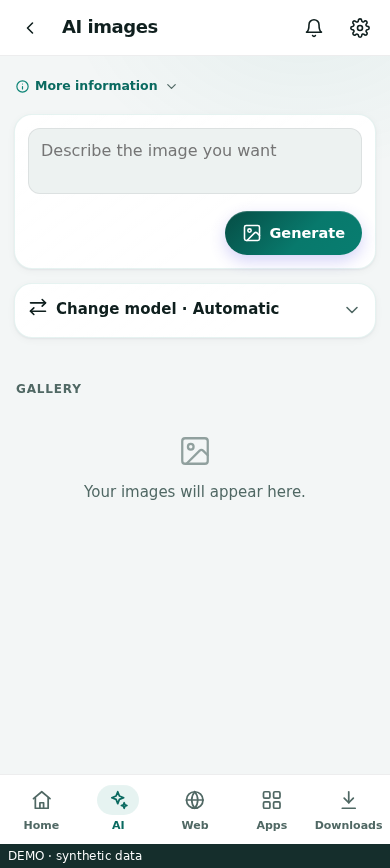 AI images
More information
Describe the image you want
Generate
Change model · Automatic
GALLERY
Your images will appear here.
Home
AI
Web
Apps
Downloads
DEMO · synthetic data